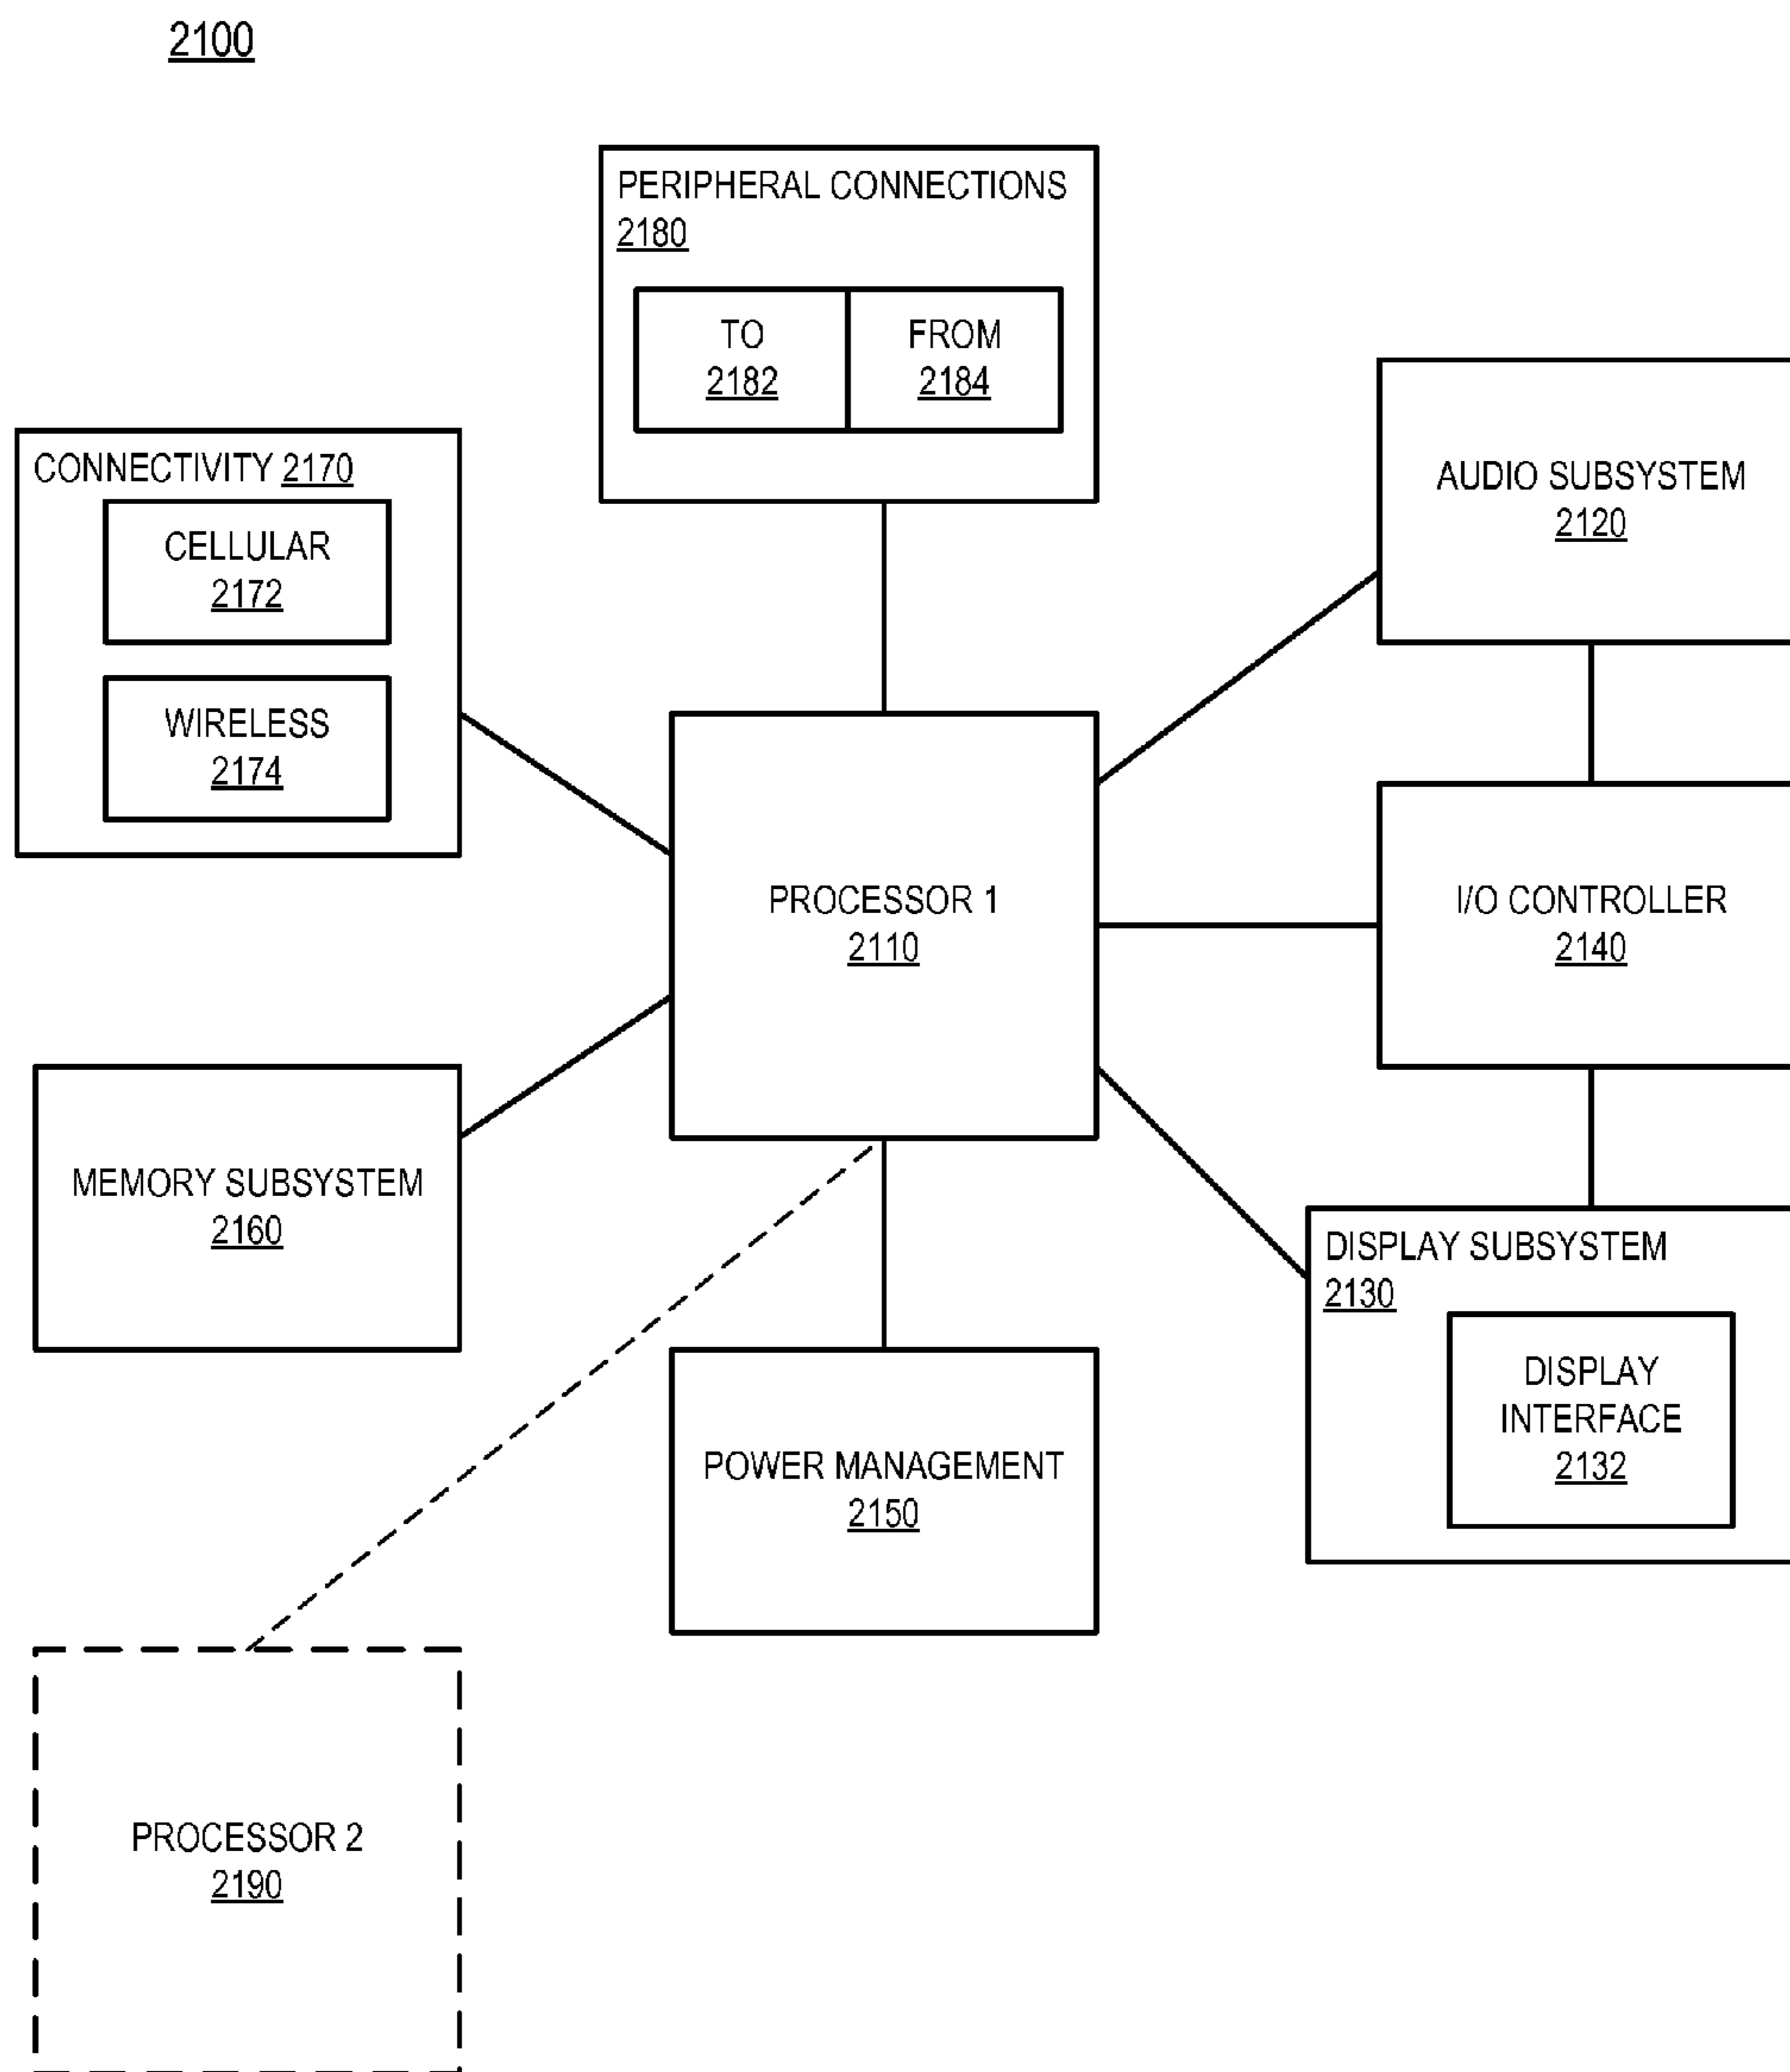 2100
PERIPHERAL CONNECTIONS
2180
TO
2182
FROM
2184
AUDIO SUBSYSTEM
2120
CONNECTIVITY 2170
CELLULAR
2172
WIRELESS
2174
PROCESSOR 1
2110
I/O CONTROLLER
2140
MEMORY SUBSYSTEM
2160
DISPLAY SUBSYSTEM
2130
DISPLAY
INTERFACE
2132
POWER MANAGEMENT
2150
PROCESSOR 2
2190